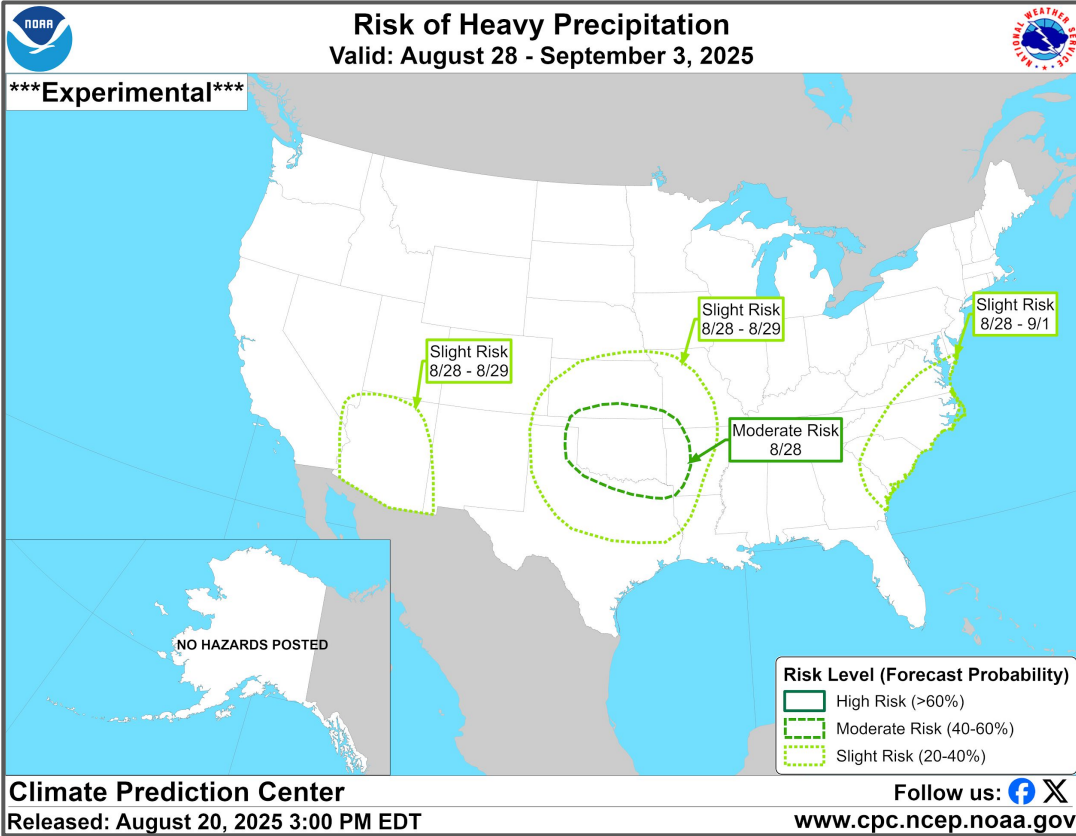 NOAA
Risk of Heavy Precipitation
Valid: August 28 - September 3, 2025
NATIONAL WEATHER SERVICE
***Experimental***
Slight Risk
8/28 - 9/1
Slight Risk
8/28 - 8/29
Slight Risk
8/28 - 8/29
Moderate Risk
8/28
NO HAZARDS POSTED
Risk Level (Forecast Probability)
High Risk (>60%)
Moderate Risk (40-60%)
Slight Risk (20-40%)
Climate Prediction Center
Follow us:
Released: August 20, 2025 3:00 PM EDT
www.cpc.ncep.noaa.gov